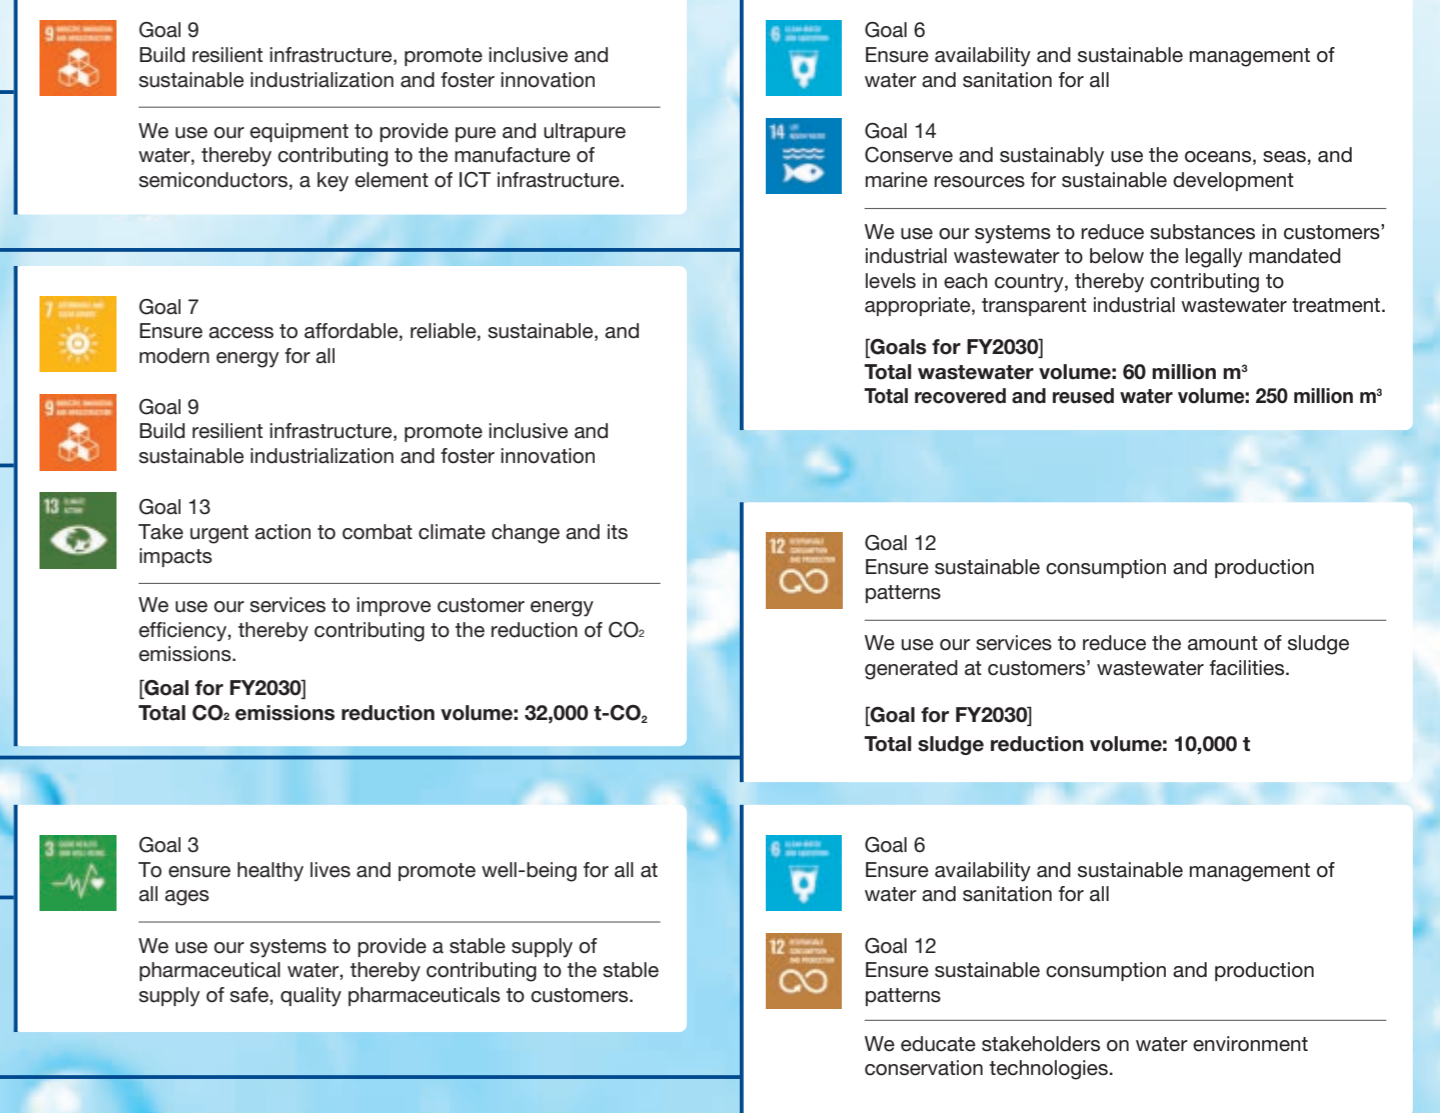 9
Goal 9
Build resilient infrastructure, promote inclusive and
sustainable industrialization and foster innovation
We use our equipment to provide pure and ultrapure
water, thereby contributing to the manufacture of
semiconductors, a key element of ICT infrastructure.
7
Goal 7
Ensure access to affordable, reliable, sustainable, and
modern energy for all
9
Goal 9
Build resilient infrastructure, promote inclusive and
sustainable industrialization and foster innovation
13
Goal 13
Take urgent action to combat climate change and its
impacts
We use our services to improve customer energy
efficiency, thereby contributing to the reduction of CO₂
emissions.
[Goal for FY2030]
Total CO₂ emissions reduction volume: 32,000 t-CO₂
3
Goal 3
To ensure healthy lives and promote well-being for all at
all ages
We use our systems to provide a stable supply of
pharmaceutical water, thereby contributing to the stable
supply of safe, quality pharmaceuticals to customers.
6
Goal 6
Ensure availability and sustainable management of
water and sanitation for all
14
Goal 14
Conserve and sustainably use the oceans, seas, and
marine resources for sustainable development
We use our systems to reduce substances in customers’
industrial wastewater to below the legally mandated
levels in each country, thereby contributing to
appropriate, transparent industrial wastewater treatment.
[Goals for FY2030]
Total wastewater volume: 60 million m³
Total recovered and reused water volume: 250 million m³
12
Goal 12
Ensure sustainable consumption and production
patterns
We use our services to reduce the amount of sludge
generated at customers’ wastewater facilities.
[Goal for FY2030]
Total sludge reduction volume: 10,000 t
6
Goal 6
Ensure availability and sustainable management of
water and sanitation for all
12
Goal 12
Ensure sustainable consumption and production
patterns
We educate stakeholders on water environment
conservation technologies.